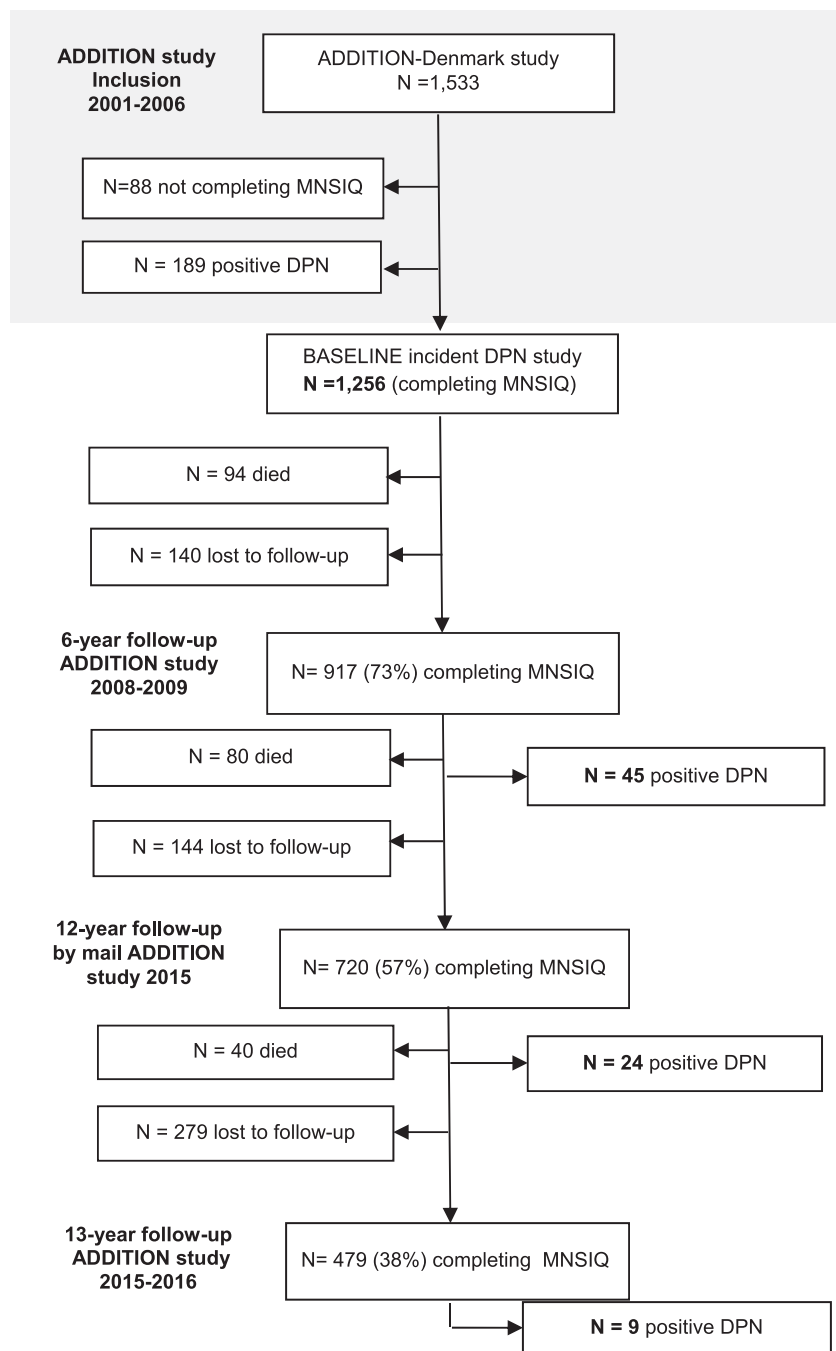 ADDITION study
Inclusion
2001-2006
ADDITION-Denmark study
N =1,533
N=88 not completing MNSIQ
N = 189 positive DPN
BASELINE incident DPN study
N =1,256 (completing MNSIQ)
N = 94 died
N = 140 lost to follow-up
6-year follow-up
ADDITION study
2008-2009
N= 917 (73%) completing MNSIQ
N = 80 died
N = 45 positive DPN
N = 144 lost to follow-up
12-year follow-up
by mail ADDITION
study 2015
N= 720 (57%) completing MNSIQ
N = 40 died
N = 24 positive DPN
N = 279 lost to follow-up
13-year follow-up
ADDITION study
2015-2016
N= 479 (38%) completing MNSIQ
N = 9 positive DPN